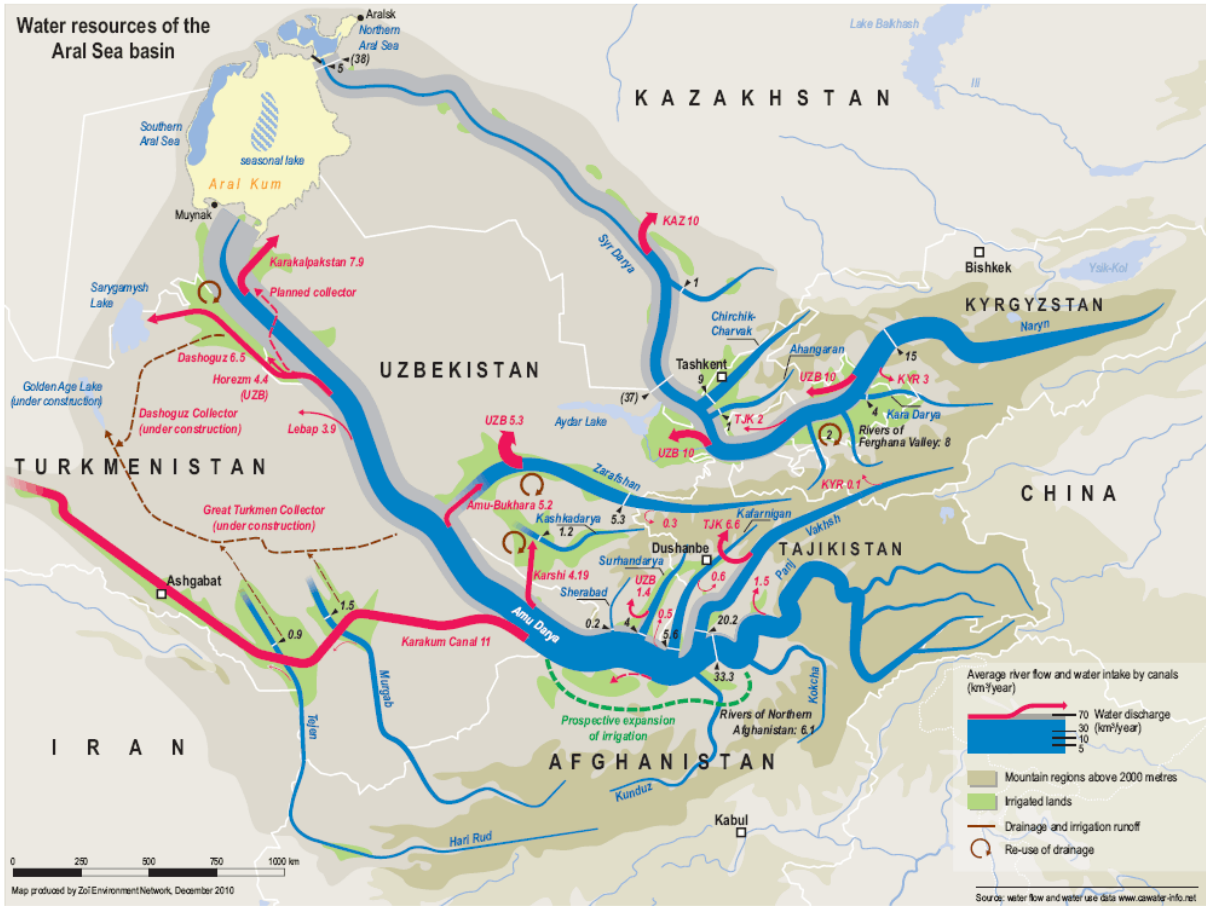 Water resources of the
Aral Sea basin
Aralsk
Northern
Aral Sea
(38)
5
Lake Balkhash
Ili
KAZAKHSTAN
Southern
Aral Sea
seasonal lake
Aral Kum
Muynak
KAZ 10
Syr Darya
Karakalpakstan 7.9
Planned collector
Sarygamysh
Lake
Bishkek
Ysik-Kol
1
KYRGYZSTAN
Naryn
Chirchik-
Charvak
Ahangaran
Tashkent
15
Dashoguz 6.5
UZBEKISTAN
9
UZB 10
KYR 3
Horezm 4.4
(UZB)
Golden Age Lake
(under construction)
(37)
4
Kara Darya
Dashoguz Collector
(under construction)
Aydar Lake
TJK 2
1
2
Rivers of
Ferghana Valley: 8
Lebap 3.9
UZB 5.3
UZB 10
TURKMENISTAN
Zarafshan
KYR 0.1
CHINA
Amu-Bukhara 5.2
Great Turkmen Collector
(under construction)
5.3
0.3
Kafarnigan
TJK 6.6
Vakhsh
Kashkadarya
1.2
Dushanbe
TAJIKISTAN
Surhandarya
Panj
Ashgabat
Karshi 4.19
UZB
1.4
0.6
1.5
Sherabad
1.5
0.5
0.2
4
5.6
20.2
Amu Darya
0.9
Karakum Canal 11
33.3
Murgab
Kokcha
Tejen
Prospective expansion
of irrigation
Rivers of Northern
Afghanistan: 6.1
IRAN
AFGHANISTAN
Kunduz
Kabul
Hari Rud
Average river flow and water intake by canals
(km³/year)
70
Water discharge
(km³/year)
30
10
5
Mountain regions above 2000 metres
Irrigated lands
Drainage and irrigation runoff
Re-use of drainage
0 250 500 750 1000 km
Map produced by Zoï Environment Network, December 2010
Source: water flow and water use data www.cawater-info.net